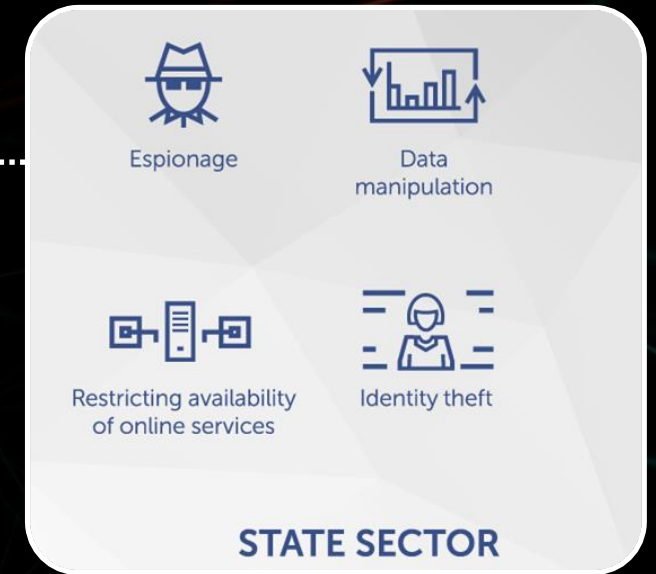 Espionage
Data
manipulation
Restricting availability
of online services
Identity theft
STATE SECTOR